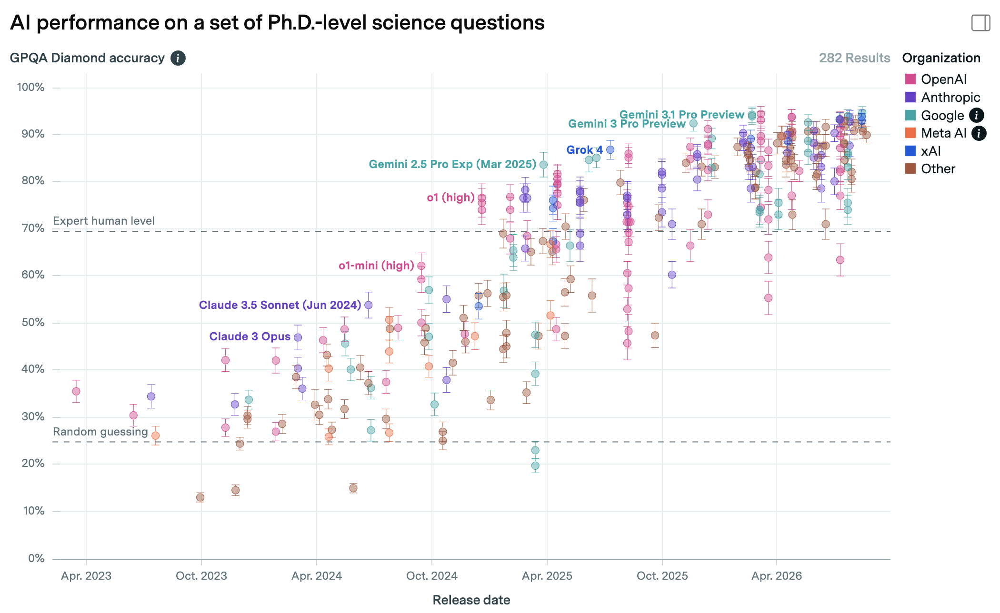 AI performance on a set of Ph.D.-level science questions
GPQA Diamond accuracy i
282 Results
Organization
OpenAI
Anthropic
Google i
Meta AI i
xAI
Other
100%
90%
80%
70%
60%
50%
40%
30%
20%
10%
0%
Gemini 3.1 Pro Preview
Gemini 3 Pro Preview
Grok 4
Gemini 2.5 Pro Exp (Mar 2025)
o1 (high)
Expert human level
o1-mini (high)
Claude 3.5 Sonnet (Jun 2024)
Claude 3 Opus
Random guessing
Apr. 2023
Oct. 2023
Apr. 2024
Oct. 2024
Apr. 2025
Oct. 2025
Apr. 2026
Release date